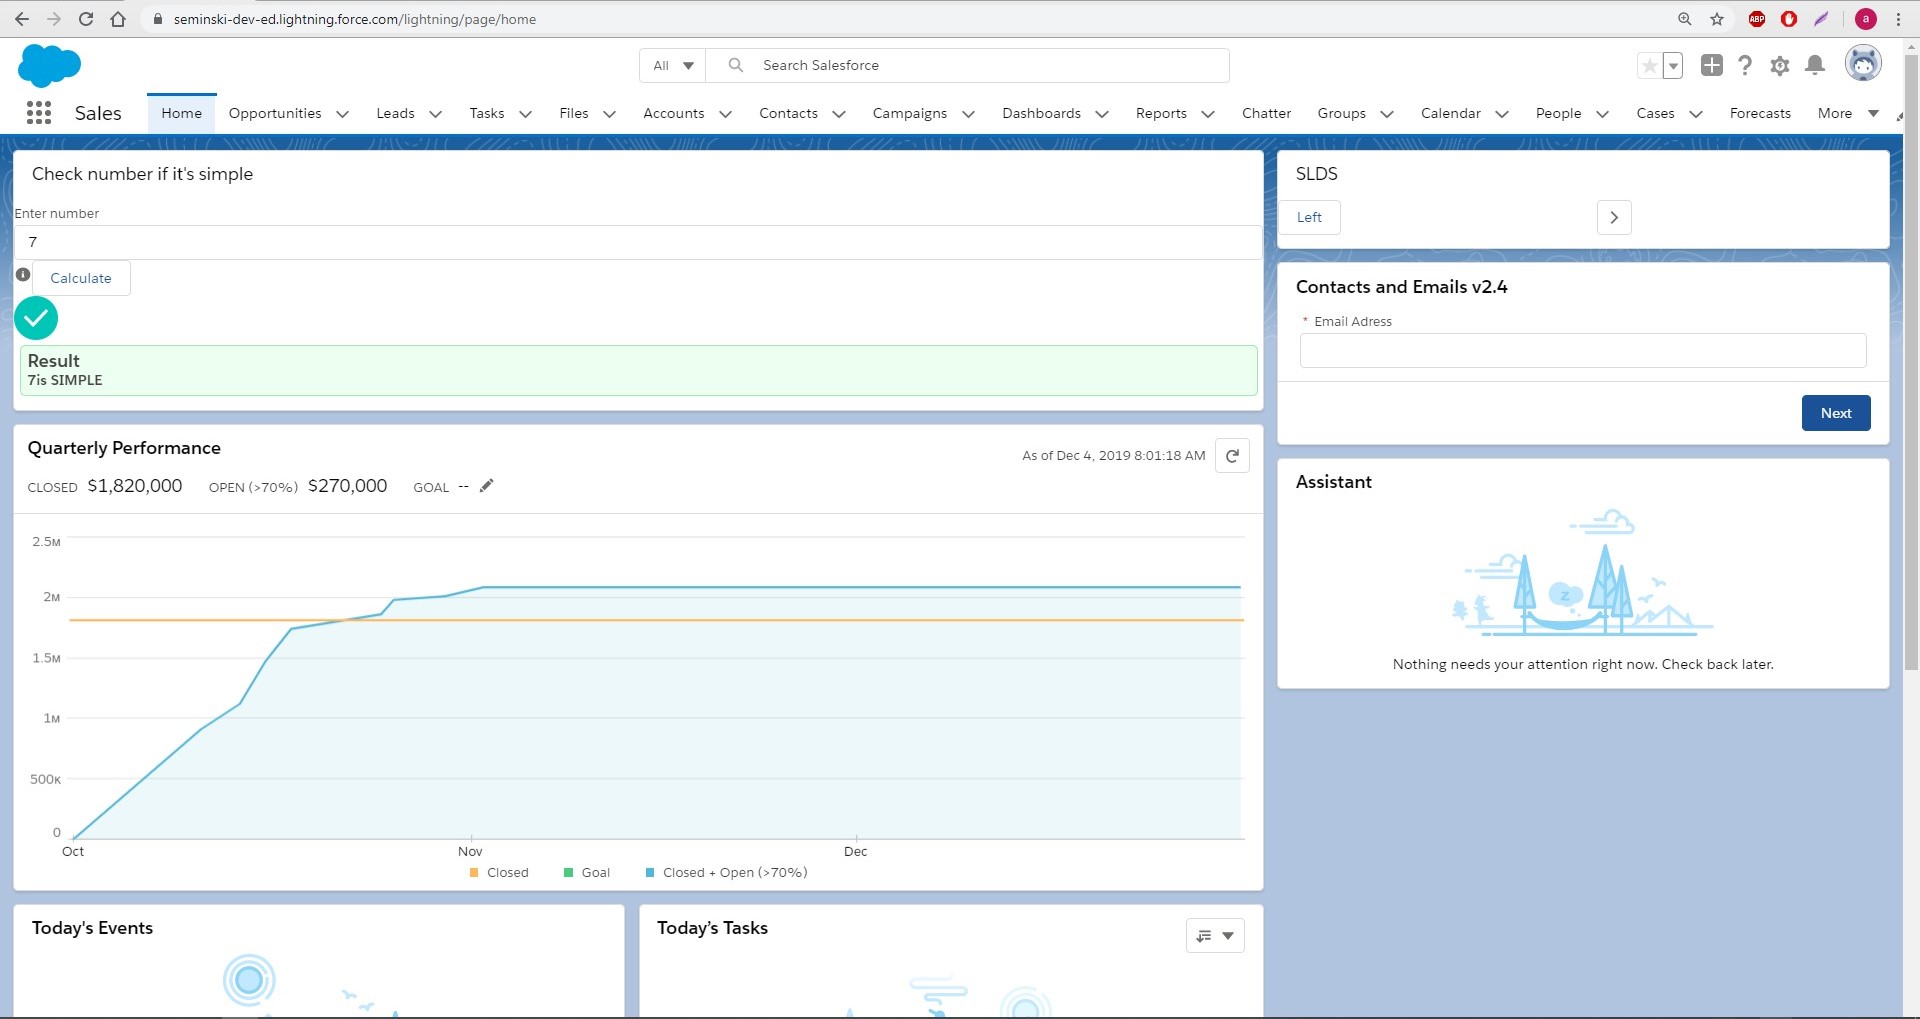 seminski-dev-ed.lightning.force.com/lightning/page/home
ABP
a
All
Search Salesforce
Sales Home Opportunities Leads Tasks Files Accounts Contacts Campaigns Dashboards Reports Chatter Groups Calendar People Cases Forecasts More
Check number if it's simple
Enter number
7
Calculate
Result
7is SIMPLE
SLDS
Left
Contacts and Emails v2.4
* Email Adress
Next
Quarterly Performance
As of Dec 4, 2019 8:01:18 AM
CLOSED $1,820,000 OPEN (>70%) $270,000 GOAL --
2.5M
2M
1.5M
1M
500K
0
Oct Nov Dec
Closed Goal Closed + Open (>70%)
Assistant
z
Nothing needs your attention right now. Check back later.
Today's Events
Today’s Tasks